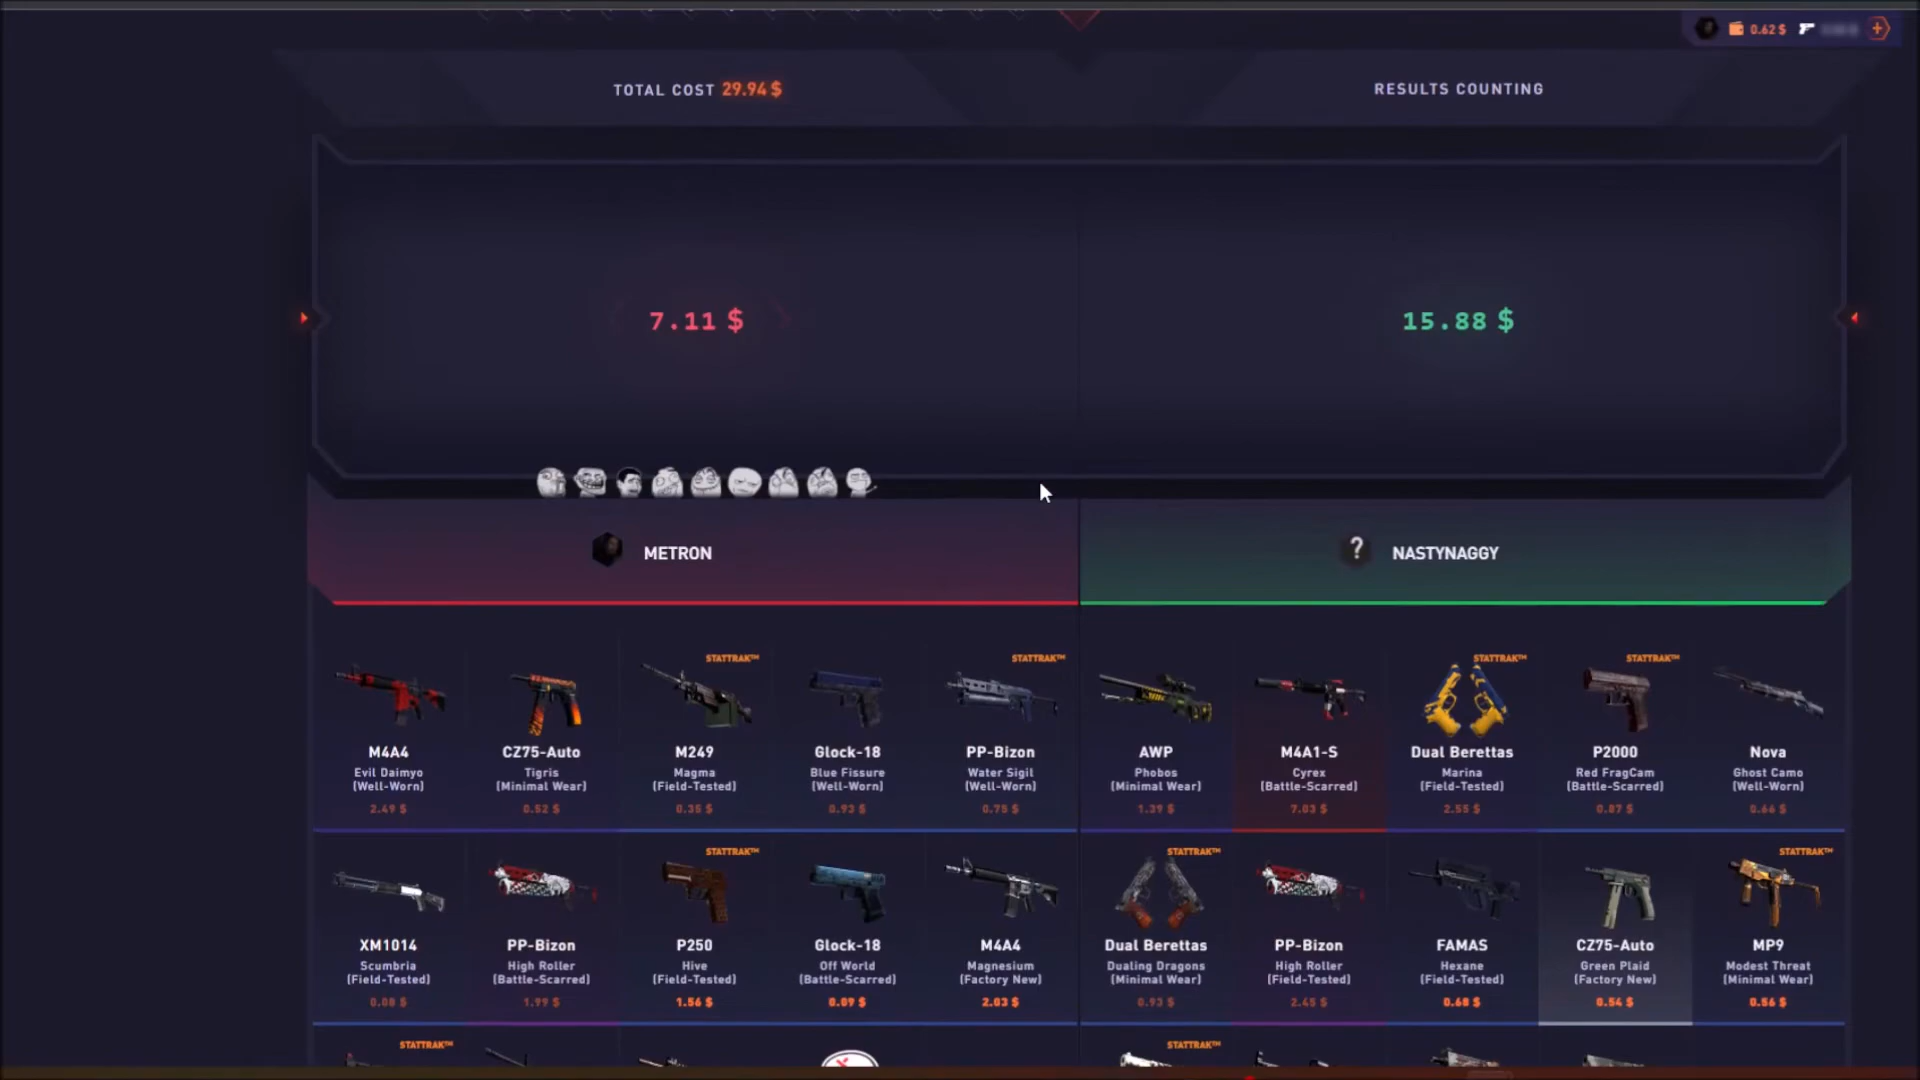 0.62 $
TOTAL COST 29.94 $
RESULTS COUNTING
7.11 $
15.88 $
METRON
? NASTYNAGGY
M4A4
Evil Daimyo
(Well-Worn)
2.49 $
CZ75-Auto
Tigris
(Minimal Wear)
0.52 $
STATTRAK™
M249
Magma
(Field-Tested)
0.35 $
Glock-18
Blue Fissure
(Well-Worn)
0.93 $
STATTRAK™
PP-Bizon
Water Sigil
(Well-Worn)
0.75 $
AWP
Phobos
(Minimal Wear)
1.39 $
M4A1-S
Cyrex
(Battle-Scarred)
7.03 $
STATTRAK™
Dual Berettas
Marina
(Field-Tested)
2.55 $
STATTRAK™
P2000
Red FragCam
(Battle-Scarred)
0.87 $
Nova
Ghost Camo
(Well-Worn)
0.66 $
XM1014
Scumbria
(Field-Tested)
0.08 $
PP-Bizon
High Roller
(Battle-Scarred)
1.99 $
STATTRAK™
P250
Hive
(Field-Tested)
1.56 $
Glock-18
Off World
(Battle-Scarred)
0.09 $
M4A4
Magnesium
(Factory New)
2.03 $
STATTRAK™
Dual Berettas
Dualing Dragons
(Minimal Wear)
0.93 $
PP-Bizon
High Roller
(Field-Tested)
2.45 $
FAMAS
Hexane
(Field-Tested)
0.68 $
CZ75-Auto
Green Plaid
(Factory New)
0.54 $
STATTRAK™
MP9
Modest Threat
(Minimal Wear)
0.56 $
STATTRAK™
STATTRAK™